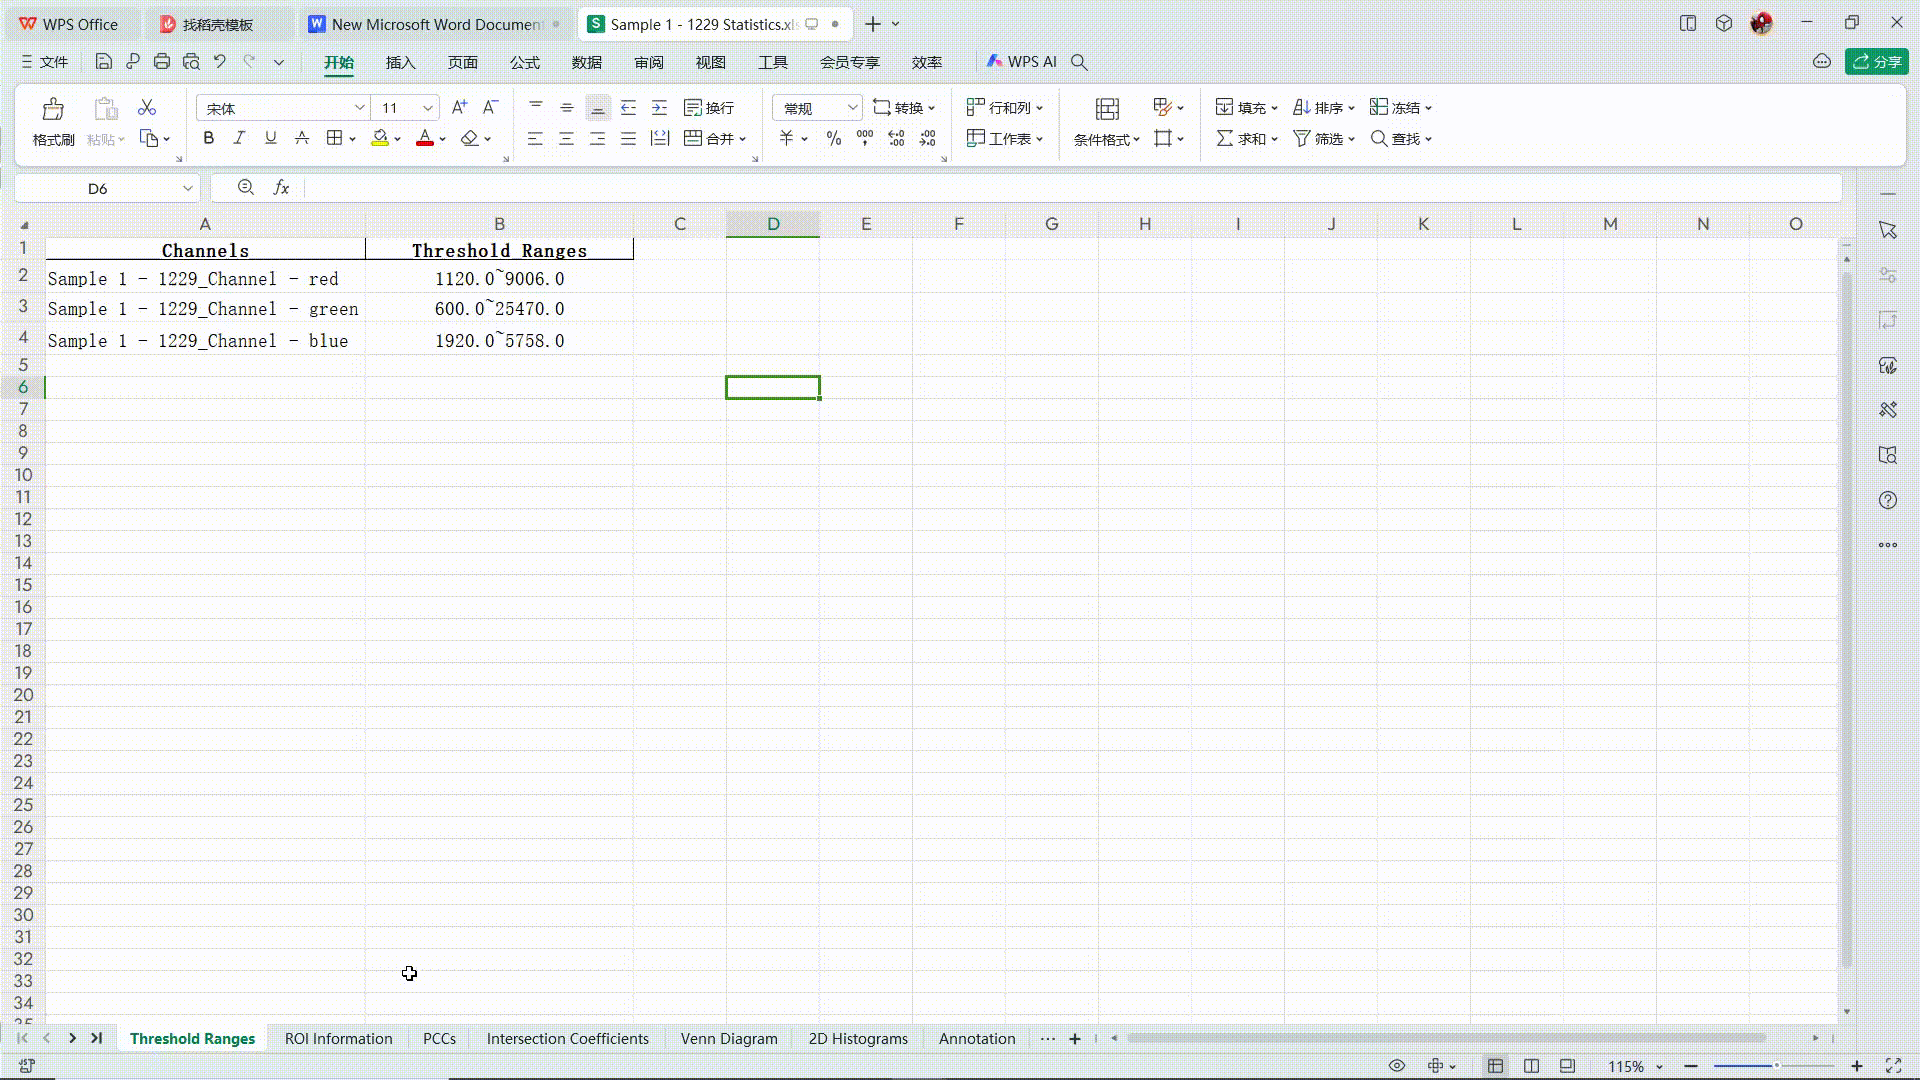 WPS Office 找稻壳模板 New Microsoft Word Document Sample 1 - 1229 Statistics.xls
文件 开始 插入 页面 公式 数据 审阅 视图 工具 会员专享 效率 WPS AI 分享
宋体 11 A+ A- 换行 常规 转换 行和列 填充 排序 冻结
格式刷 粘贴 B I U A A 合并 ¥ % 000 工作表 条件格式 求和 筛选 查找
D6 fx
A B C D E F G H I J K L M N O
1 Channels Threshold Ranges
2 Sample 1 - 1229_Channel - red 1120.0~9006.0
3 Sample 1 - 1229_Channel - green 600.0~25470.0
4 Sample 1 - 1229_Channel - blue 1920.0~5758.0
5
6
7
8
9
10
11
12
13
14
15
16
17
18
19
20
21
22
23
24
25
26
27
28
29
30
31
32
33
34
35
Threshold Ranges ROI Information PCCs Intersection Coefficients Venn Diagram 2D Histograms Annotation ... +
115%